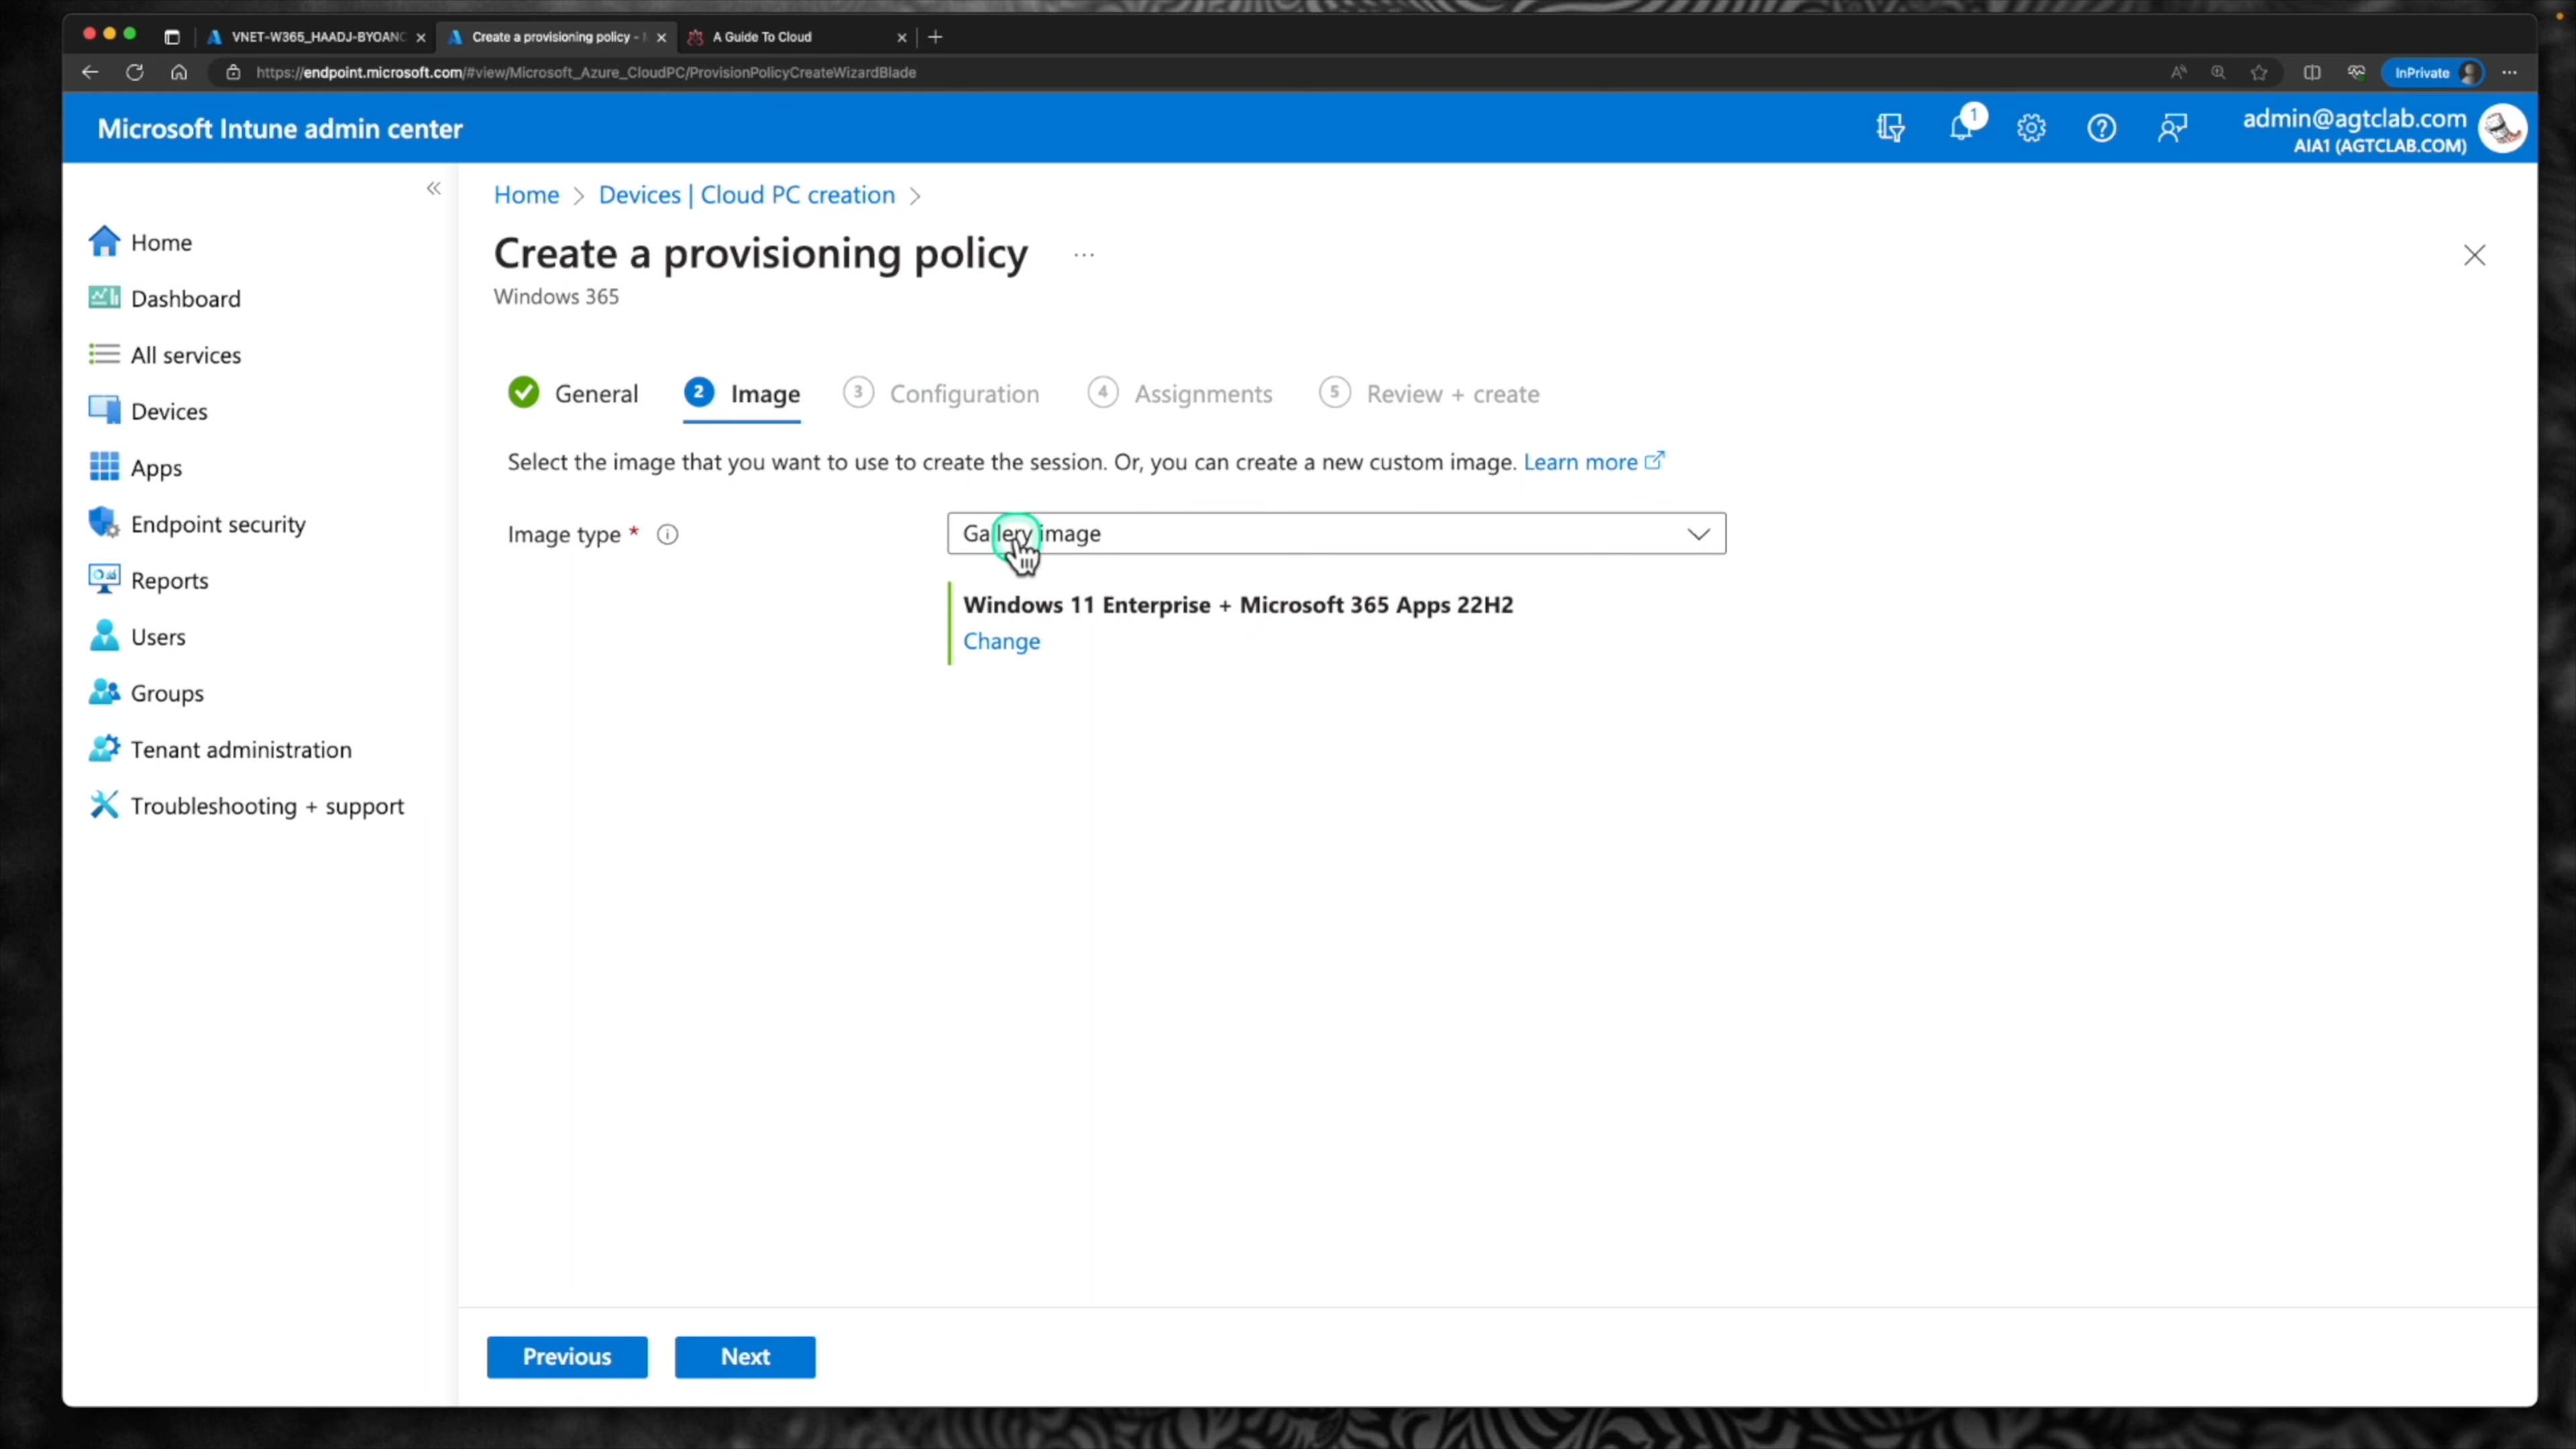 VNET-W365_HAADJ-BYOANC
Create a provisioning policy -
A Guide To Cloud
https://endpoint.microsoft.com/#view/Microsoft_Azure_CloudPC/ProvisionPolicyCreateWizardBlade
InPrivate
Microsoft Intune admin center
1
admin@agtclab.com
AIA1 (AGTCLAB.COM)
Home
Dashboard
All services
Devices
Apps
Endpoint security
Reports
Users
Groups
Tenant administration
Troubleshooting + support
Home > Devices | Cloud PC creation >
Create a provisioning policy ...
Windows 365
General 2 Image 3 Configuration 4 Assignments 5 Review + create
Select the image that you want to use to create the session. Or, you can create a new custom image. Learn more
Image type * Gallery image
Windows 11 Enterprise + Microsoft 365 Apps 22H2
Change
Previous Next